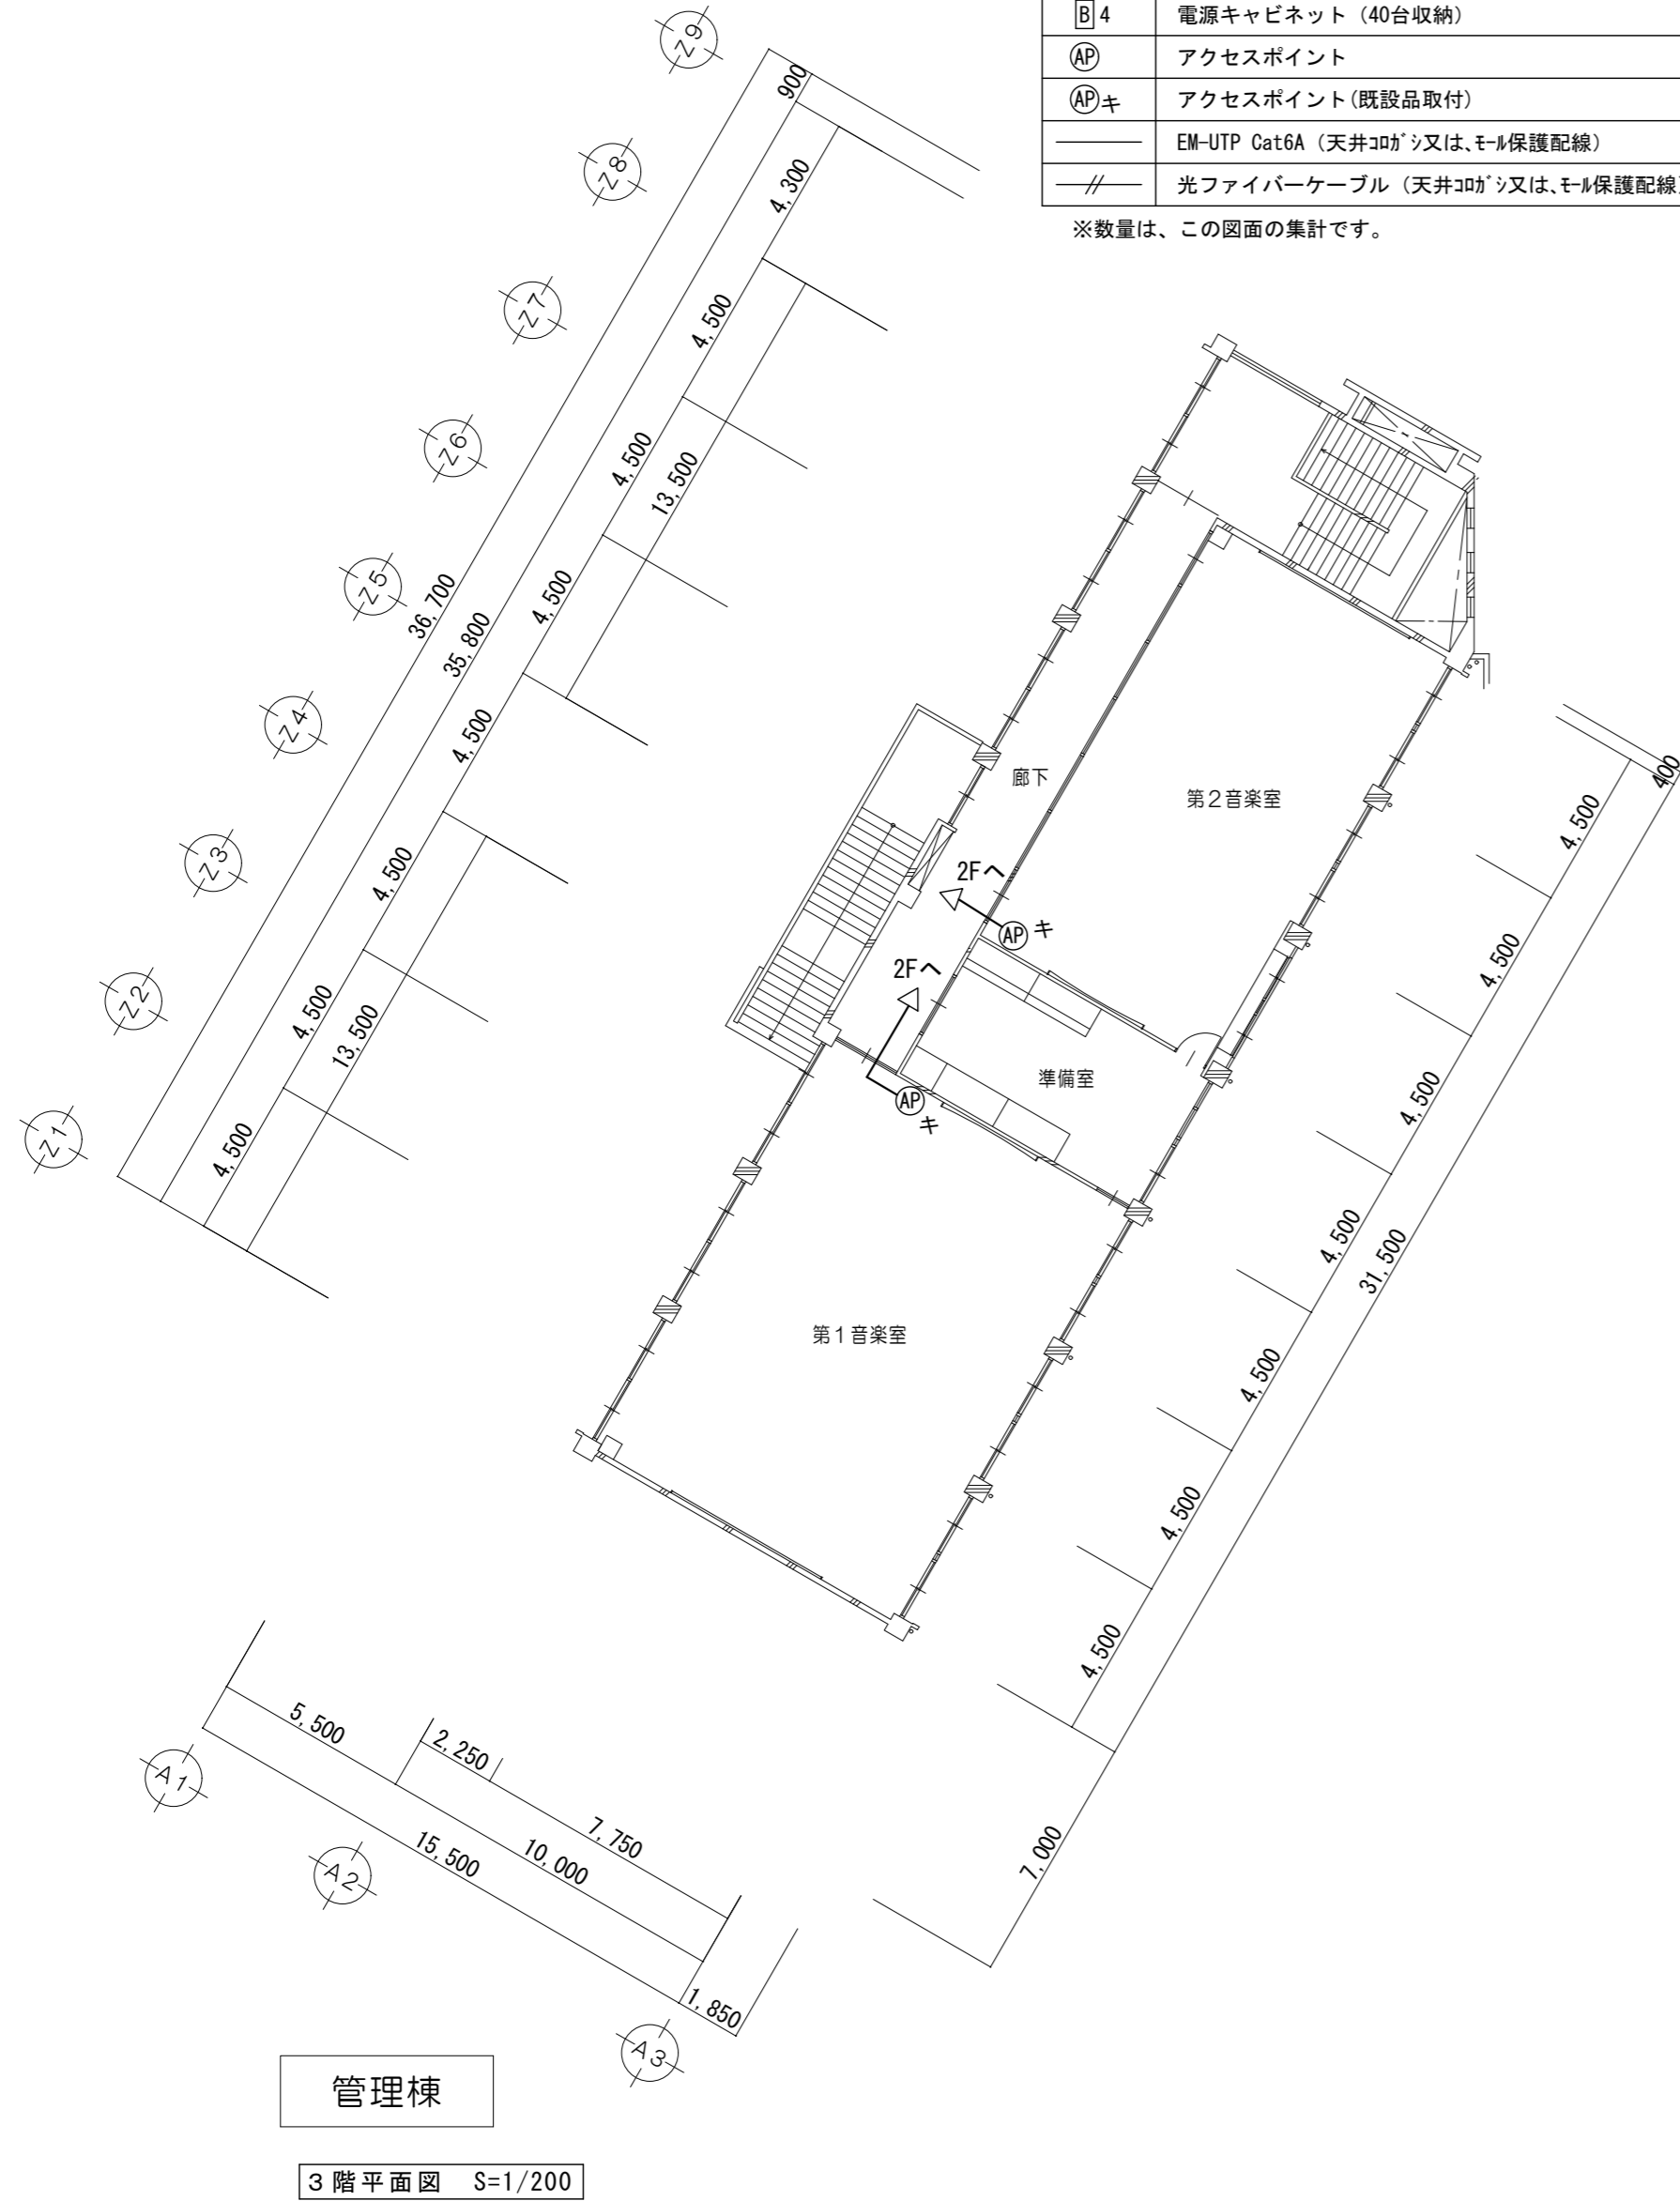 B 4 電源キャビネット（40台収納）
AP アクセスポイント
APキ アクセスポイント(既設品取付)
EM-UTP Cat6A（天井ｺﾛｶﾞｼ又は、ﾓｰﾙ保護配線）
光ファイバーケーブル（天井ｺﾛｶﾞｼ又は、ﾓｰﾙ保護配線）
※数量は、この図面の集計です。
Z9
Z8
Z7
Z6
Z5
Z4
Z3
Z2
Z1
900
4,300
4,500
4,500
13,500
4,500
36,700
35,800
4,500
4,500
4,500
13,500
4,500
廊下
第２音楽室
2Fへ
AP キ
2Fへ
準備室
AP
キ
第１音楽室
400
4,500
4,500
4,500
4,500
31,500
4,500
4,500
4,500
7,000
5,500
2,250
7,750
10,000
15,500
1,850
A1
A2
A3
管理棟
３階平面図 S=1/200